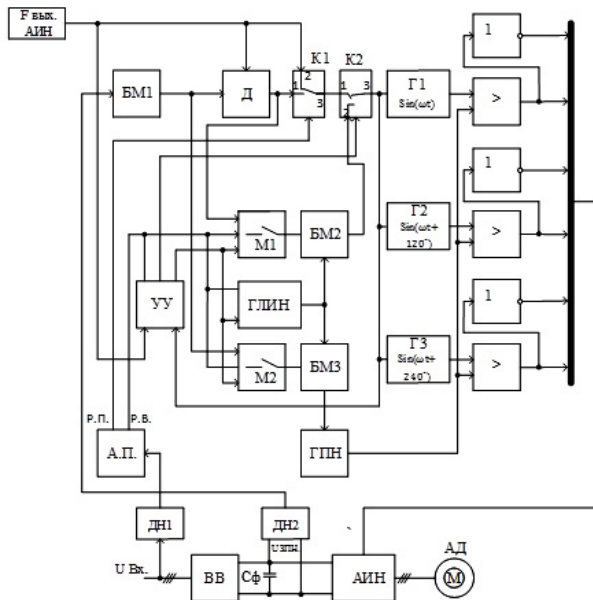 F вых.
АИН
К1
К2
1
БМ1
Д
1
2
3
1
2
3
Г1
Sin(ωt)
>
1
М1
БМ2
Г2
Sin(ωt+
120°)
>
УУ
ГЛИН
1
М2
БМ3
Г3
Sin(ωt+
240°)
>
Р.П.
Р.В.
А.П.
ГПН
ДН1
ДН2
UЗПН.
U Вх.
ВВ
Сф
АИН
АД
М